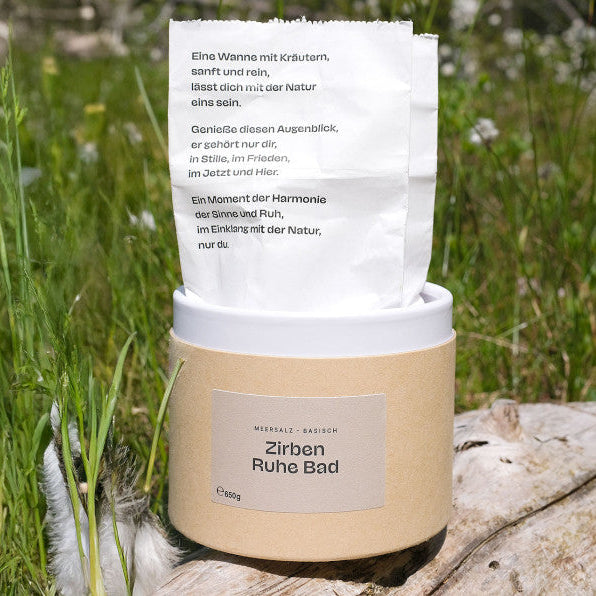 Eine Wanne mit Kräutern,
sanft und rein,
lässt dich mit der Natur
eins sein.
Genieße diesen Augenblick,
er gehört nur dir,
in Stille, im Frieden,
im Jetzt und Hier.
Ein Moment der Harmonie
der Sinne und Ruh,
im Einklang mit der Natur,
nur du.
MEERSALZ - BASISCH
Zirben
Ruhe Bad
℮650g